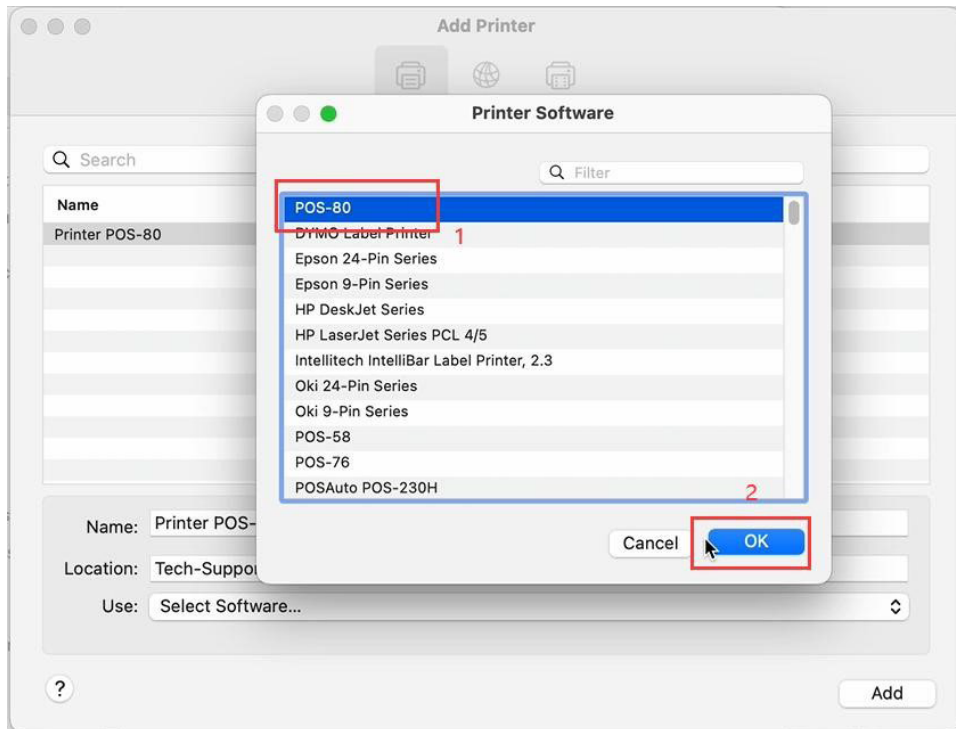 Add Printer
Printer Software
Search
Filter
Name
Printer POS-80
POS-80
1
DYMO Label Printer
Epson 24-Pin Series
Epson 9-Pin Series
HP DeskJet Series
HP LaserJet Series PCL 4/5
Intellitech IntelliBar Label Printer, 2.3
Oki 24-Pin Series
Oki 9-Pin Series
POS-58
POS-76
POSAuto POS-230H
2
Cancel
OK
Name: Printer POS-
Location: Tech-Suppo
Use: Select Software...
?
Add